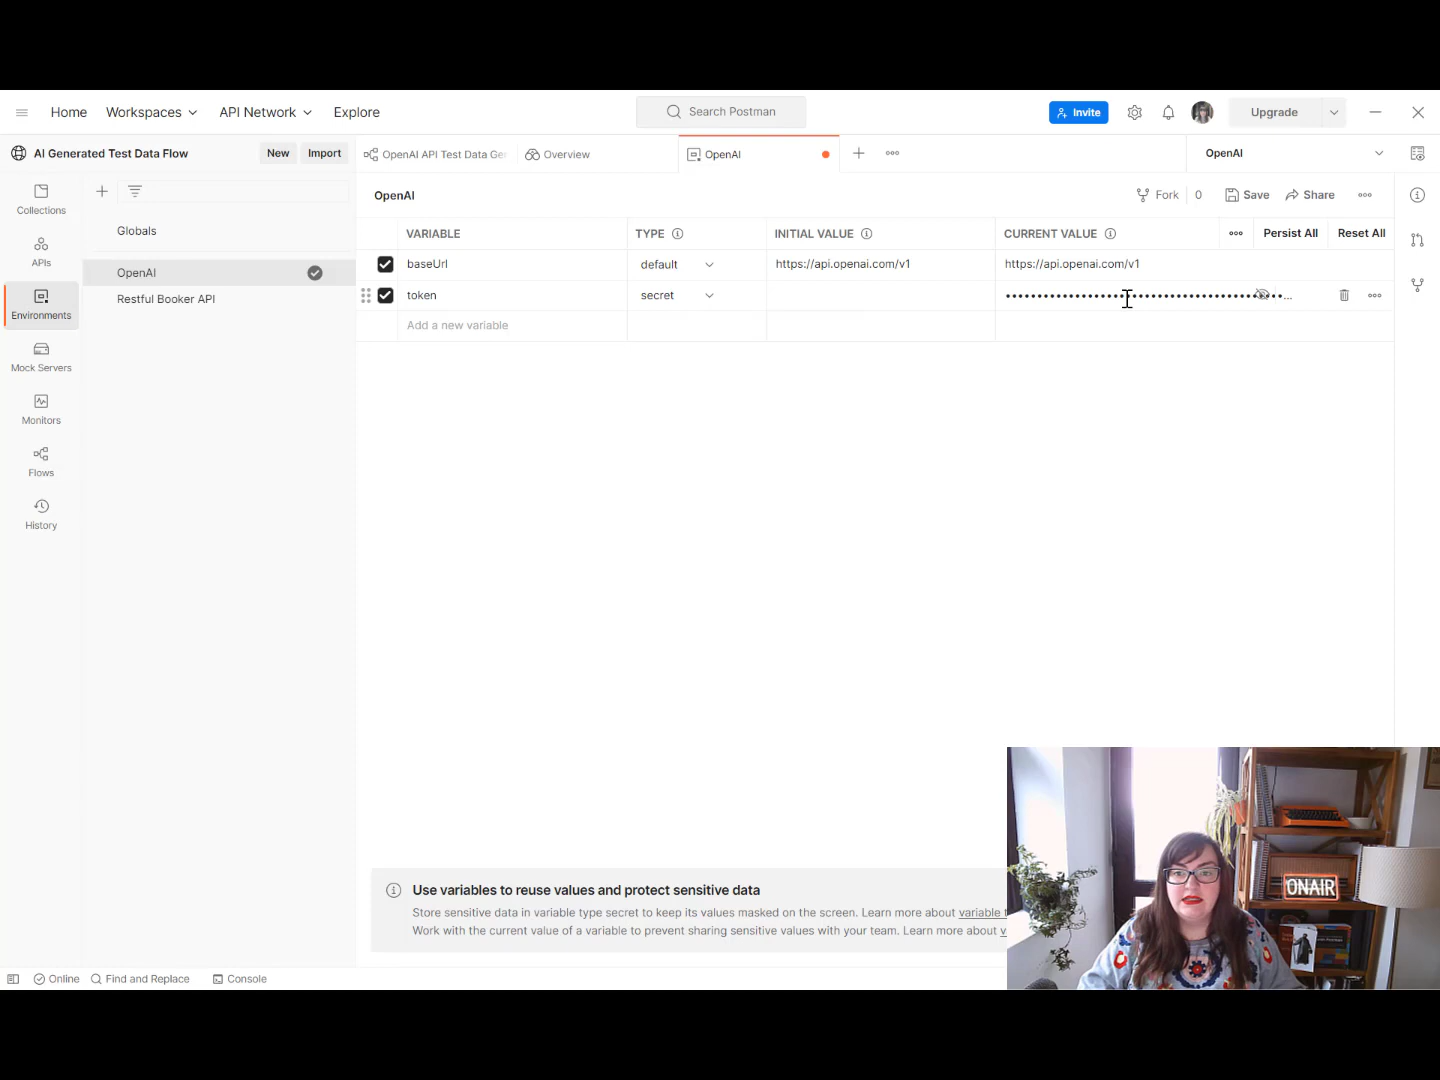 Home Workspaces API Network Explore Search Postman Invite Upgrade
AI Generated Test Data Flow New Import OpenAI API Test Data Ger Overview OpenAI OpenAI
OpenAI Fork 0 Save Share
Collections
Globals
VARIABLE TYPE INITIAL VALUE CURRENT VALUE Persist All Reset All
APIs
OpenAI
baseUrl default https://api.openai.com/v1 https://api.openai.com/v1
Environments
Restful Booker API
token secret ••••••••••••••••••••••••••••••••••••••••••••...
Add a new variable
Mock Servers
Monitors
Flows
History
Use variables to reuse values and protect sensitive data
Store sensitive data in variable type secret to keep its values masked on the screen. Learn more about variable t
Work with the current value of a variable to prevent sharing sensitive values with your team. Learn more about v
ONAIR
Online Find and Replace Console